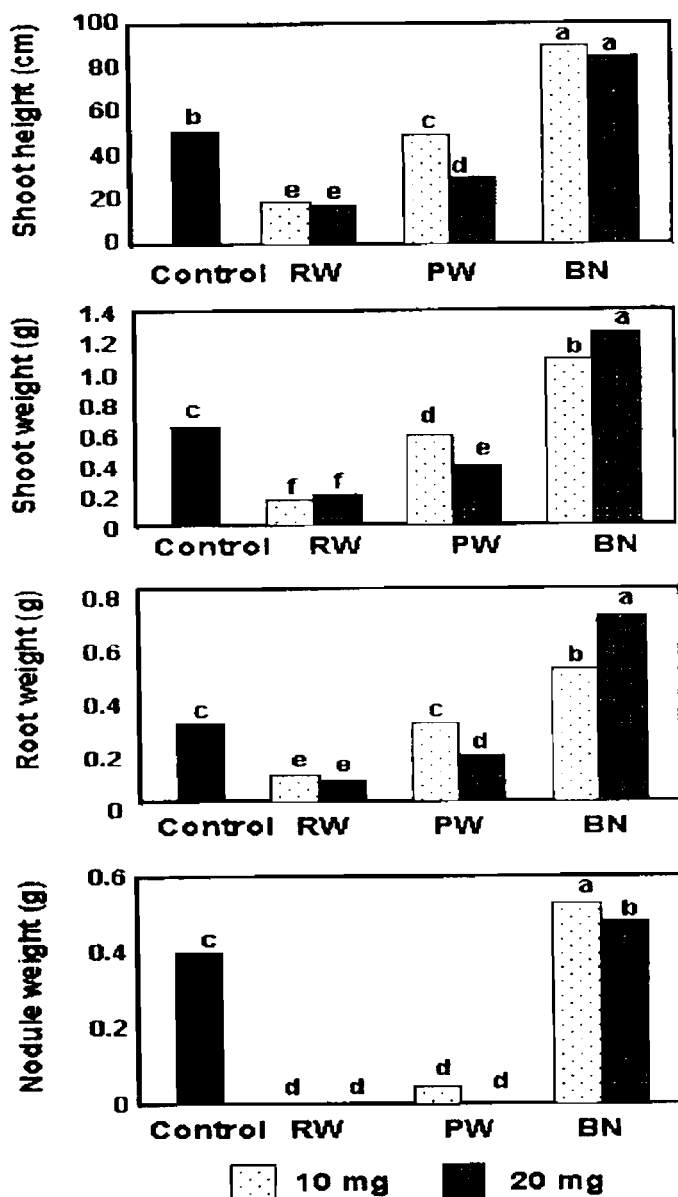 Shoot height (cm)
100
80
60
40
20
0
b
e e
c
d
a a
Control RW PW BN
Shoot weight (g)
1.4
1.2
1.0
0.8
0.6
0.4
0.2
0
c
f f
d
e
b
a
Control RW PW BN
Root weight (g)
0.8
0.6
0.4
0.2
0
c
e e
c
d
b
a
Control RW PW BN
Nodule weight (g)
0.6
0.4
0.2
0
c
d d
d
d
a
b
Control RW PW BN
10 mg 20 mg